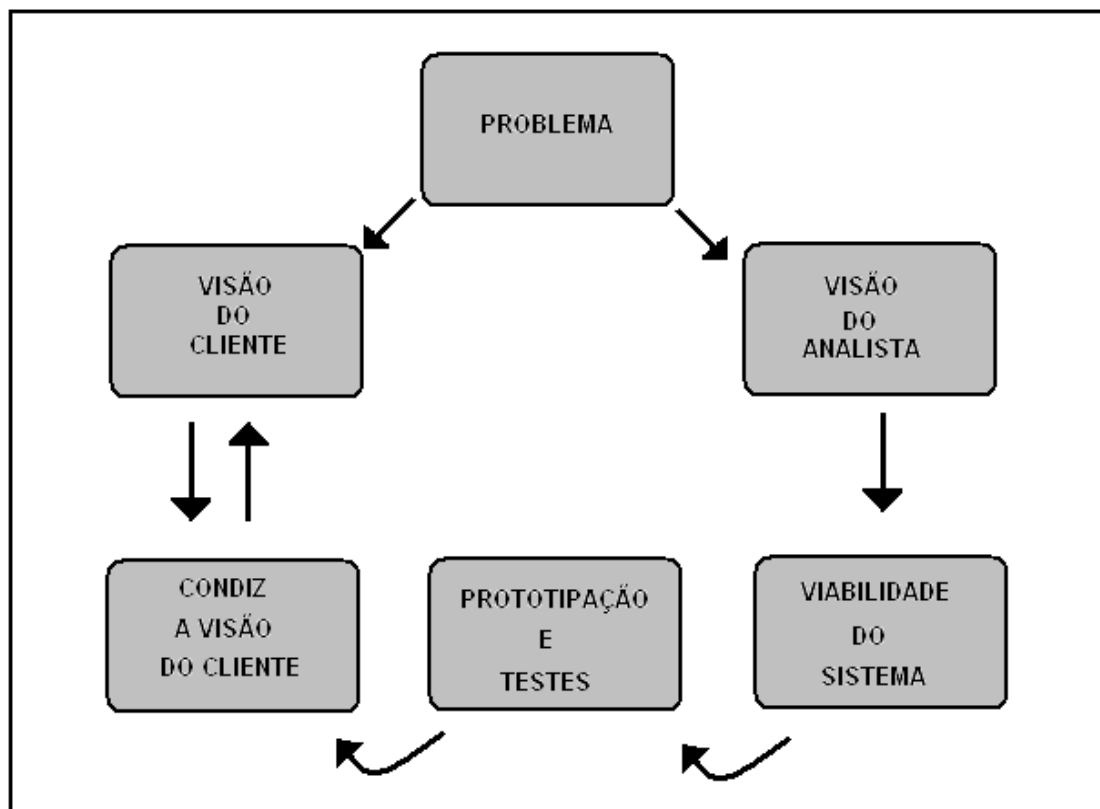 PROBLEMA
VISÃO
DO
CLIENTE
VISÃO
DO
ANALISTA
CONDIZ
A VISÃO
DO CLIENTE
PROTOTIPAÇÃO
E
TESTES
VIABILIDADE
DO
SISTEMA